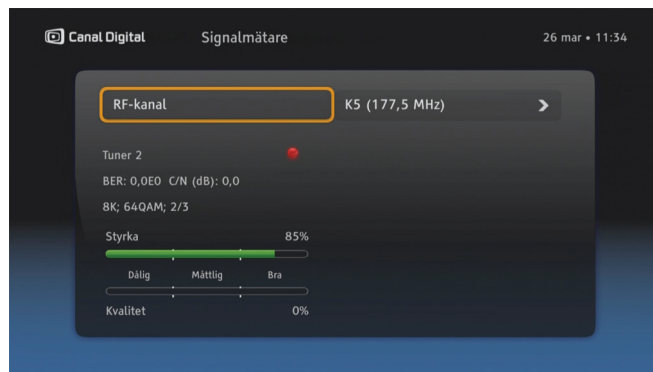 Canal Digital Signalmätare 26 mar • 11:34
RF-kanal K5 (177,5 MHz)
Tuner 2
BER: 0,0E0 C/N (dB): 0,0
8K; 64QAM; 2/3
Styrka 85%
Dålig Måttlig Bra
Kvalitet 0%